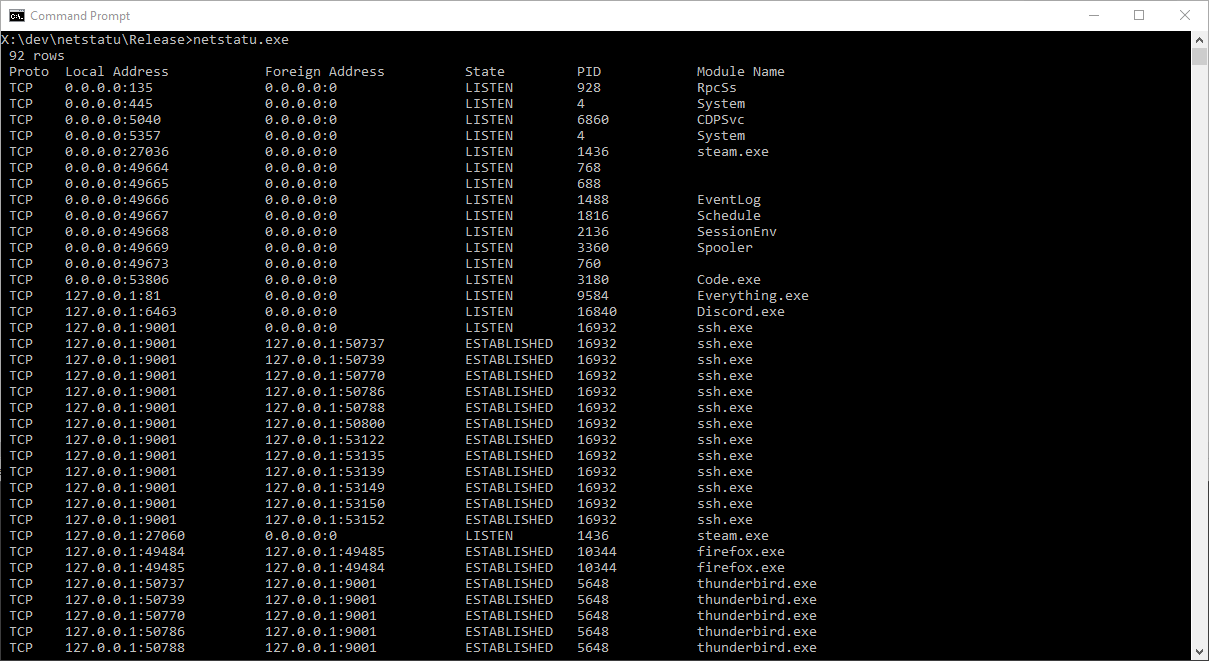 Command Prompt
X:\dev\netstatu\Release>netstatu.exe
92 rows
Proto  Local Address            Foreign Address          State         PID            Module Name
TCP    0.0.0.0:135              0.0.0.0:0                LISTEN        928            RpcSs
TCP    0.0.0.0:445              0.0.0.0:0                LISTEN        4              System
TCP    0.0.0.0:5040             0.0.0.0:0                LISTEN        6860           CDPSvc
TCP    0.0.0.0:5357             0.0.0.0:0                LISTEN        4              System
TCP    0.0.0.0:27036            0.0.0.0:0                LISTEN        1436           steam.exe
TCP    0.0.0.0:49664            0.0.0.0:0                LISTEN        768
TCP    0.0.0.0:49665            0.0.0.0:0                LISTEN        688
TCP    0.0.0.0:49666            0.0.0.0:0                LISTEN        1488           EventLog
TCP    0.0.0.0:49667            0.0.0.0:0                LISTEN        1816           Schedule
TCP    0.0.0.0:49668            0.0.0.0:0                LISTEN        2136           SessionEnv
TCP    0.0.0.0:49669            0.0.0.0:0                LISTEN        3360           Spooler
TCP    0.0.0.0:49673            0.0.0.0:0                LISTEN        760
TCP    0.0.0.0:53806            0.0.0.0:0                LISTEN        3180           Code.exe
TCP    127.0.0.1:81             0.0.0.0:0                LISTEN        9584           Everything.exe
TCP    127.0.0.1:6463           0.0.0.0:0                LISTEN        16840          Discord.exe
TCP    127.0.0.1:9001           0.0.0.0:0                LISTEN        16932          ssh.exe
TCP    127.0.0.1:9001           127.0.0.1:50737          ESTABLISHED   16932          ssh.exe
TCP    127.0.0.1:9001           127.0.0.1:50739          ESTABLISHED   16932          ssh.exe
TCP    127.0.0.1:9001           127.0.0.1:50770          ESTABLISHED   16932          ssh.exe
TCP    127.0.0.1:9001           127.0.0.1:50786          ESTABLISHED   16932          ssh.exe
TCP    127.0.0.1:9001           127.0.0.1:50788          ESTABLISHED   16932          ssh.exe
TCP    127.0.0.1:9001           127.0.0.1:50800          ESTABLISHED   16932          ssh.exe
TCP    127.0.0.1:9001           127.0.0.1:53122          ESTABLISHED   16932          ssh.exe
TCP    127.0.0.1:9001           127.0.0.1:53135          ESTABLISHED   16932          ssh.exe
TCP    127.0.0.1:9001           127.0.0.1:53139          ESTABLISHED   16932          ssh.exe
TCP    127.0.0.1:9001           127.0.0.1:53149          ESTABLISHED   16932          ssh.exe
TCP    127.0.0.1:9001           127.0.0.1:53150          ESTABLISHED   16932          ssh.exe
TCP    127.0.0.1:9001           127.0.0.1:53152          ESTABLISHED   16932          ssh.exe
TCP    127.0.0.1:27060          0.0.0.0:0                LISTEN        1436           steam.exe
TCP    127.0.0.1:49484          127.0.0.1:49485          ESTABLISHED   10344          firefox.exe
TCP    127.0.0.1:49485          127.0.0.1:49484          ESTABLISHED   10344          firefox.exe
TCP    127.0.0.1:50737          127.0.0.1:9001           ESTABLISHED   5648           thunderbird.exe
TCP    127.0.0.1:50739          127.0.0.1:9001           ESTABLISHED   5648           thunderbird.exe
TCP    127.0.0.1:50770          127.0.0.1:9001           ESTABLISHED   5648           thunderbird.exe
TCP    127.0.0.1:50786          127.0.0.1:9001           ESTABLISHED   5648           thunderbird.exe
TCP    127.0.0.1:50788          127.0.0.1:9001           ESTABLISHED   5648           thunderbird.exe